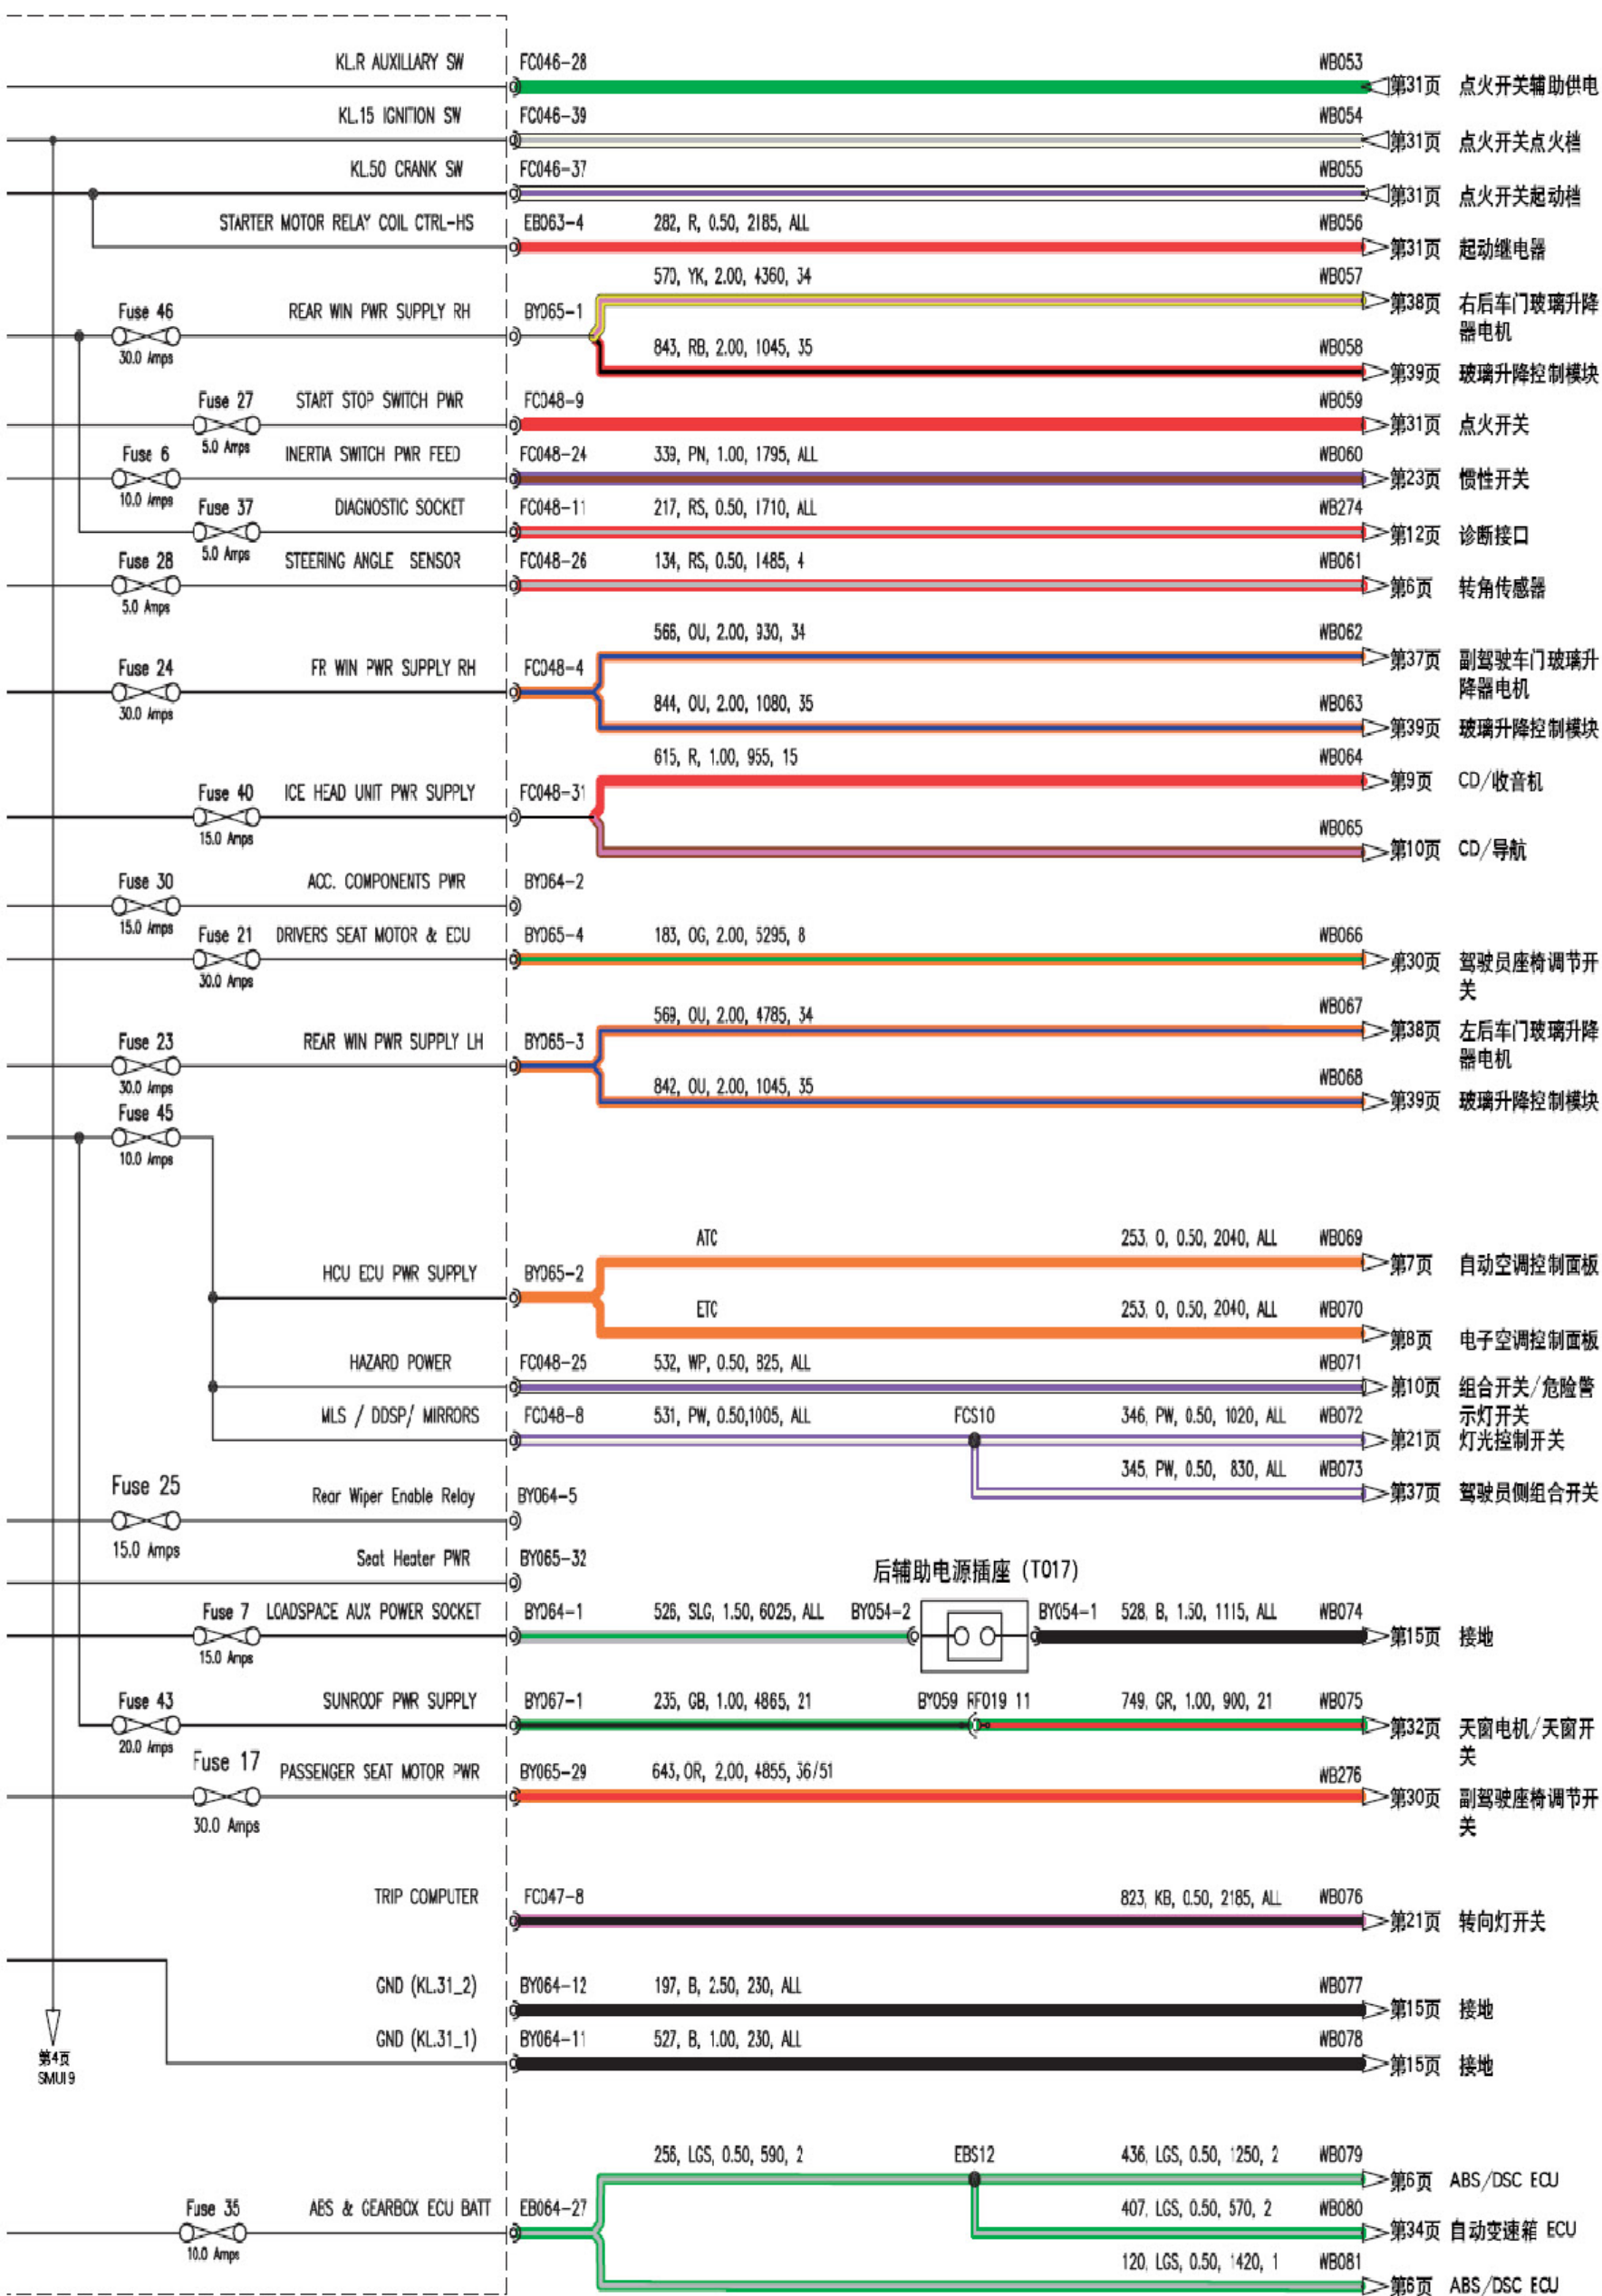 KL.R AUXILLARY SW FC046-28 WB053
第31页 点火开关辅助供电
KL.15 IGNITION SW FC046-39 WB054
第31页 点火开关点火档
KL.50 CRANK SW FC046-37 WB055
第31页 点火开关起动档
STARTER MOTOR RELAY COIL CTRL-HS EB063-4 282, R, 0.50, 2185, ALL WB056
第31页 起动继电器
570, YK, 2.00, 4360, 34 WB057
Fuse 46 REAR WIN PWR SUPPLY RH BY065-1 第38页 右后车门玻璃升降
器电机
30.0 Amps 843, RB, 2.00, 1045, 35 WB058
第39页 玻璃升降控制模块
Fuse 27 START STOP SWITCH PWR FC048-9 WB059
第31页 点火开关
5.0 Amps
Fuse 6 INERTIA SWITCH PWR FEED FC048-24 339, PN, 1.00, 1795, ALL WB060
第23页 惯性开关
10.0 Amps
Fuse 37 DIAGNOSTIC SOCKET FC048-11 217, RS, 0.50, 1710, ALL WB274
第12页 诊断接口
5.0 Amps
Fuse 28 STEERING ANGLE SENSOR FC048-26 134, RS, 0.50, 1485, 4 WB061
第6页 转角传感器
5.0 Amps
566, OU, 2.00, 930, 34 WB062
Fuse 24 FR WIN PWR SUPPLY RH FC048-4 第37页 副驾驶车门玻璃升
降器电机
30.0 Amps 844, OU, 2.00, 1080, 35 WB063
第39页 玻璃升降控制模块
615, R, 1.00, 955, 15 WB064
第9页 CD/收音机
Fuse 40 ICE HEAD UNIT PWR SUPPLY FC048-31
15.0 Amps WB065
第10页 CD/导航
Fuse 30 ACC. COMPONENTS PWR BY064-2
15.0 Amps
Fuse 21 DRIVERS SEAT MOTOR & ECU BY065-4 183, OG, 2.00, 5295, 8 WB066
第30页 驾驶员座椅调节开
关
30.0 Amps
569, OU, 2.00, 4785, 34 WB067
第38页 左后车门玻璃升降
器电机
Fuse 23 REAR WIN PWR SUPPLY LH BY065-3
30.0 Amps 842, OU, 2.00, 1045, 35 WB068
第39页 玻璃升降控制模块
Fuse 45
10.0 Amps
ATC 253, O, 0.50, 2040, ALL WB069
第7页 自动空调控制面板
HCU ECU PWR SUPPLY BY065-2
ETC 253, O, 0.50, 2040, ALL WB070
第8页 电子空调控制面板
HAZARD POWER FC048-25 532, WP, 0.50, 825, ALL WB071
第10页 组合开关/危险警
示灯开关
MLS / DDSP/ MIRRORS FC048-8 531, PW, 0.50,1005, ALL FCS10 346, PW, 0.50, 1020, ALL WB072
第21页 灯光控制开关
345, PW, 0.50, 830, ALL WB073
第37页 驾驶员侧组合开关
Fuse 25 Rear Wiper Enable Relay BY064-5
15.0 Amps
Seat Heater PWR BY065-32
后辅助电源插座 (T017)
Fuse 7 LOADSPACE AUX POWER SOCKET BY064-1 526, SLG, 1.50, 6025, ALL BY054-2 BY054-1 528, B, 1.50, 1115, ALL WB074
第15页 接地
15.0 Amps
Fuse 43 SUNROOF PWR SUPPLY BY067-1 235, GB, 1.00, 4865, 21 BY059 RF019 11 749, GR, 1.00, 900, 21 WB075
第32页 天窗电机/天窗开
关
20.0 Amps
Fuse 17 PASSENGER SEAT MOTOR PWR BY065-29 643, OR, 2.00, 4855, 36/51 WB276
第30页 副驾驶座椅调节开
关
30.0 Amps
TRIP COMPUTER FC047-8 823, KB, 0.50, 2185, ALL WB076
第21页 转向灯开关
GND (KL.31_2) BY064-12 197, B, 2.50, 230, ALL WB077
第15页 接地
GND (KL.31_1) BY064-11 527, B, 1.00, 230, ALL WB078
第15页 接地
第4页
SMU19
256, LGS, 0.50, 590, 2 EBS12 436, LGS, 0.50, 1250, 2 WB079
第6页 ABS/DSC ECU
Fuse 35 ABS & GEARBOX ECU BATT EB064-27 407, LGS, 0.50, 570, 2 WB080
第34页 自动变速箱 ECU
10.0 Amps
120, LGS, 0.50, 1420, 1 WB081
第6页 ABS/DSC ECU